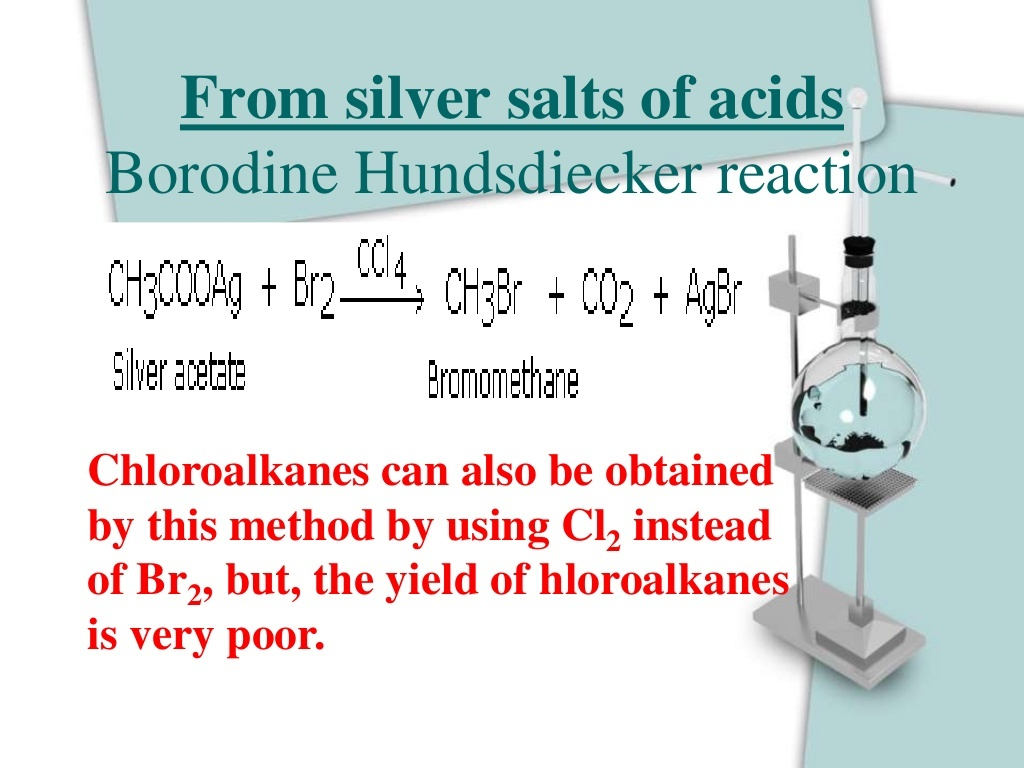 From silver salts of acids
Borodine Hundsdiecker reaction
CH3COOAg + Br2 CCl4 → CH3Br + CO2 + AgBr
Silver acetate Bromomethane
Chloroalkanes can also be obtained
by this method by using Cl2 instead
of Br2, but, the yield of hloroalkanes
is very poor.